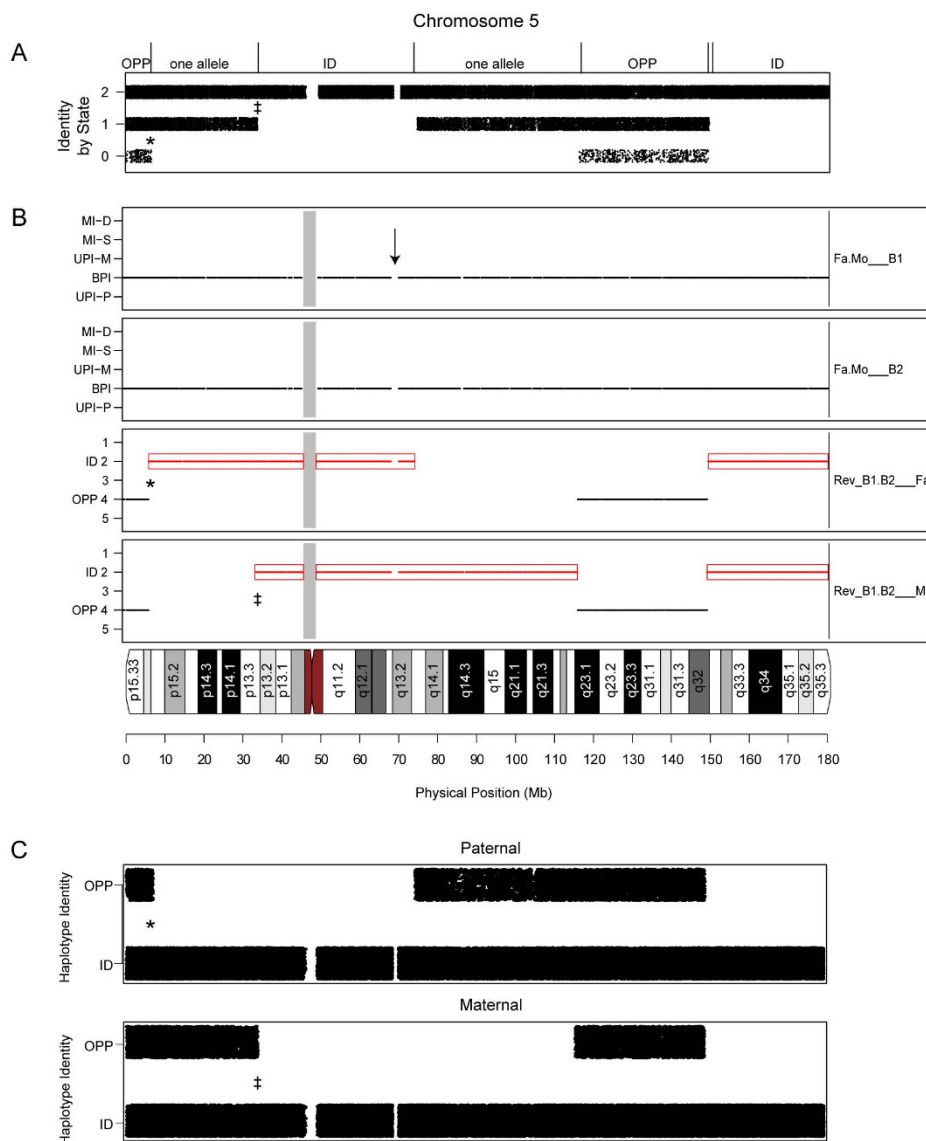 Chromosome 5
A
OPP one allele ID one allele OPP ID
Identity by State
2
1
0
‡
*
B
MI-D
MI-S
UPI-M
BPI
UPI-P
Fa.Mo___B1
MI-D
MI-S
UPI-M
BPI
UPI-P
Fa.Mo___B2
1
ID 2
3
OPP 4
5
*
Rev_B1.B2___Fa
1
ID 2
3
OPP 4
5
‡
Rev_B1.B2___M
p15.33 p15.2 p14.3 p14.1 p13.3 p13.2 p13.1 q11.2 q12.1 q13.2 q14.1 q14.3 q15 q21.1 q21.3 q23.1 q23.2 q23.3 q31.1 q31.3 q32 q33.3 q34 q35.1 q35.2 q35.3
0 10 20 30 40 50 60 70 80 90 100 110 120 130 140 150 160 170 180
Physical Position (Mb)
C
Paternal
Haplotype Identity
OPP
*
ID
Maternal
Haplotype Identity
OPP
‡
ID